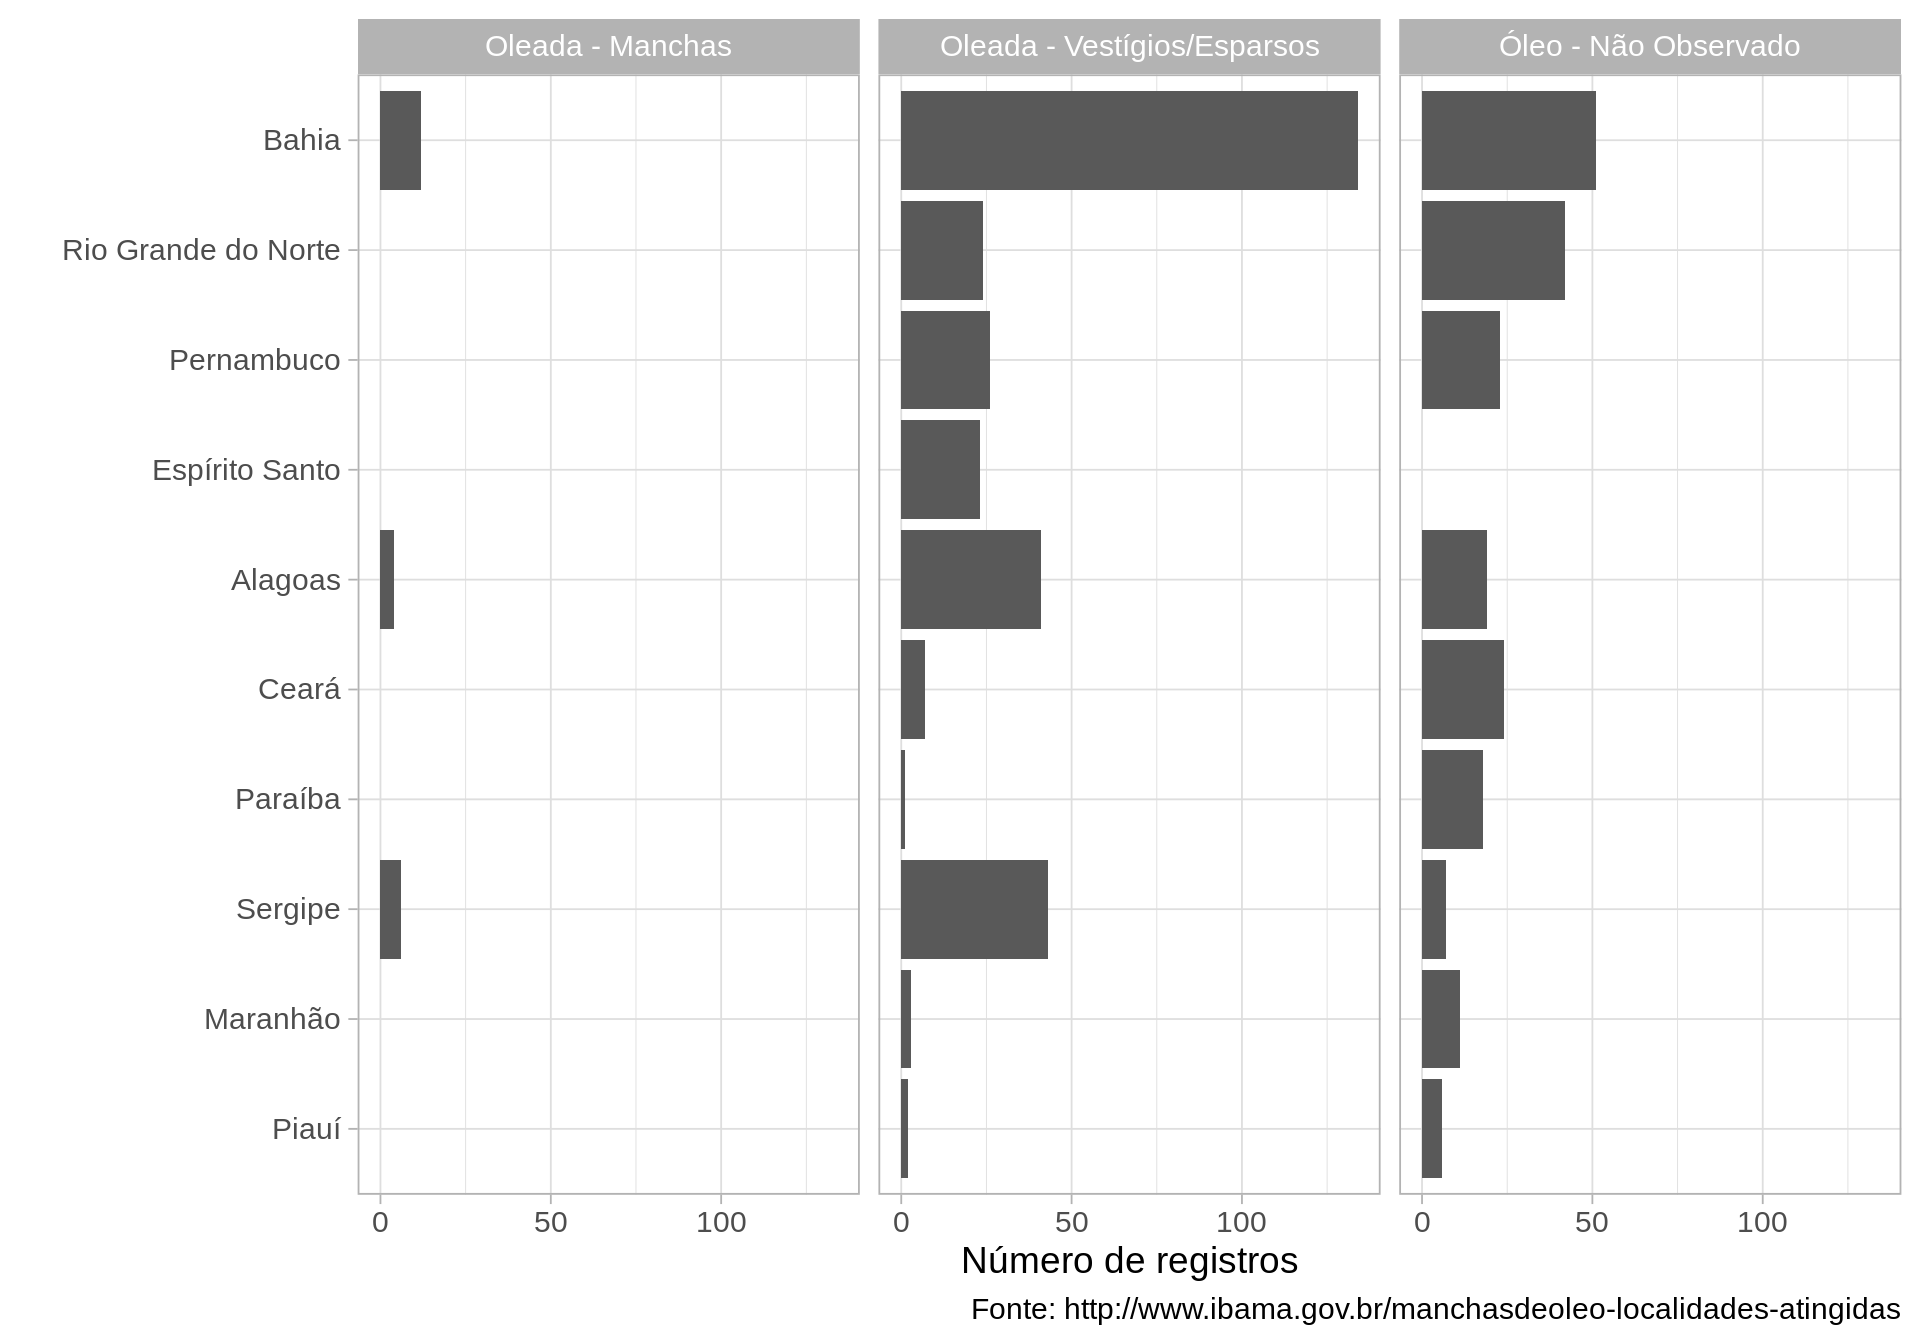 Oleada - Manchas
Oleada - Vestígios/Esparsos
Óleo - Não Observado
Bahia
Rio Grande do Norte
Pernambuco
Espírito Santo
Alagoas
Ceará
Paraíba
Sergipe
Maranhão
Piauí
0 50 100
0 50 100
0 50 100
Número de registros
Fonte: http://www.ibama.gov.br/manchasdeoleo-localidades-atingidas